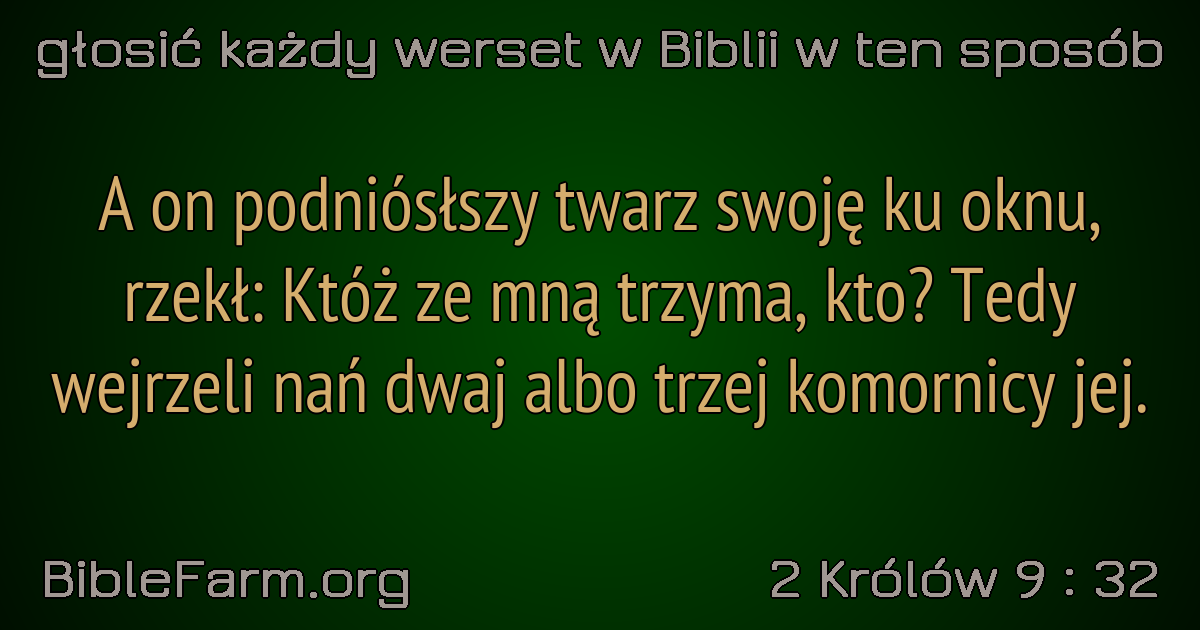 głosić każdy werset w Biblii w ten sposób
A on podniósłszy twarz swoję ku oknu,
rzekł: Któż ze mną trzyma, kto? Tedy
wejrzeli nań dwaj albo trzej komornicy jej.
BibleFarm.org
2 Królów 9 : 32